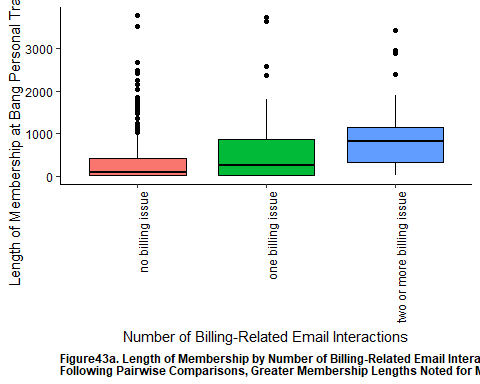 Length of Membership at Bang Personal Tra
3000
2000
1000
0
no billing issue
one billing issue
two or more billing issue
Number of Billing-Related Email Interactions
Figure43a. Length of Membership by Number of Billing-Related Email Intera
Following Pairwise Comparisons, Greater Membership Lengths Noted for M